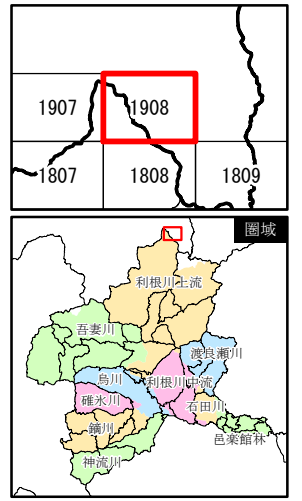 1907
1908
1807
1808
1809
圏域
利根川上流
吾妻川
渡良瀬川
烏川
利根川中流
碓氷川
石田川
鏑川
邑楽館林
神流川